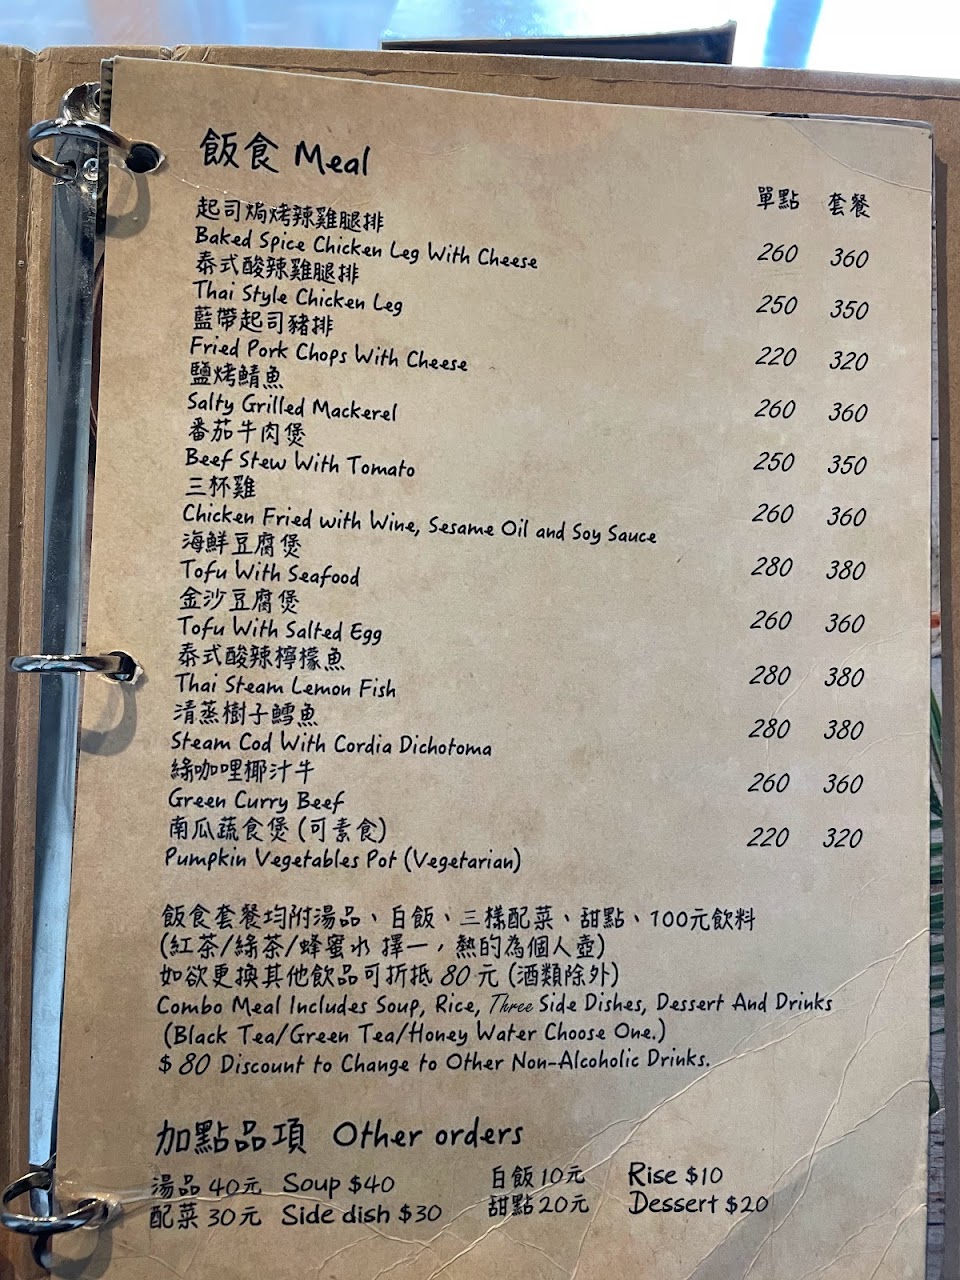 飯食 Meal
單點 套餐
起司焗烤辣雞腿排
Baked Spice Chicken Leg With Cheese 260 360
泰式酸辣雞腿排
Thai Style Chicken Leg 250 350
藍帶起司豬排
Fried Pork Chops With Cheese 220 320
鹽烤鯖魚
Salty Grilled Mackerel 260 360
番茄牛肉煲
Beef Stew With Tomato 250 350
三杯雞
Chicken Fried with Wine, Sesame Oil and Soy Sauce 260 360
海鮮豆腐煲
Tofu With Seafood 280 380
金沙豆腐煲
Tofu With Salted Egg 260 360
泰式酸辣檸檬魚
Thai Steam Lemon Fish 280 380
清蒸樹子鱈魚
Steam Cod With Cordia Dichotoma 280 380
綠咖哩椰汁牛
Green Curry Beef 260 360
南瓜蔬食煲 (可素食)
Pumpkin Vegetables Pot (Vegetarian) 220 320
飯食套餐均附湯品、白飯、三樣配菜、甜點、100元飲料
(紅茶/綠茶/蜂蜜水 擇一，熱的為個人壺)
如欲更換其他飲品可折抵 80 元 (酒類除外)
Combo Meal Includes Soup, Rice, Three Side Dishes, Dessert And Drinks
(Black Tea/Green Tea/Honey Water Choose One.)
$ 80 Discount to Change to Other Non-Alcoholic Drinks.
加點品項 Other orders
湯品 40元 Soup $40 白飯 10元 Rise $10
配菜 30元 Side dish $30 甜點 20元 Dessert $20